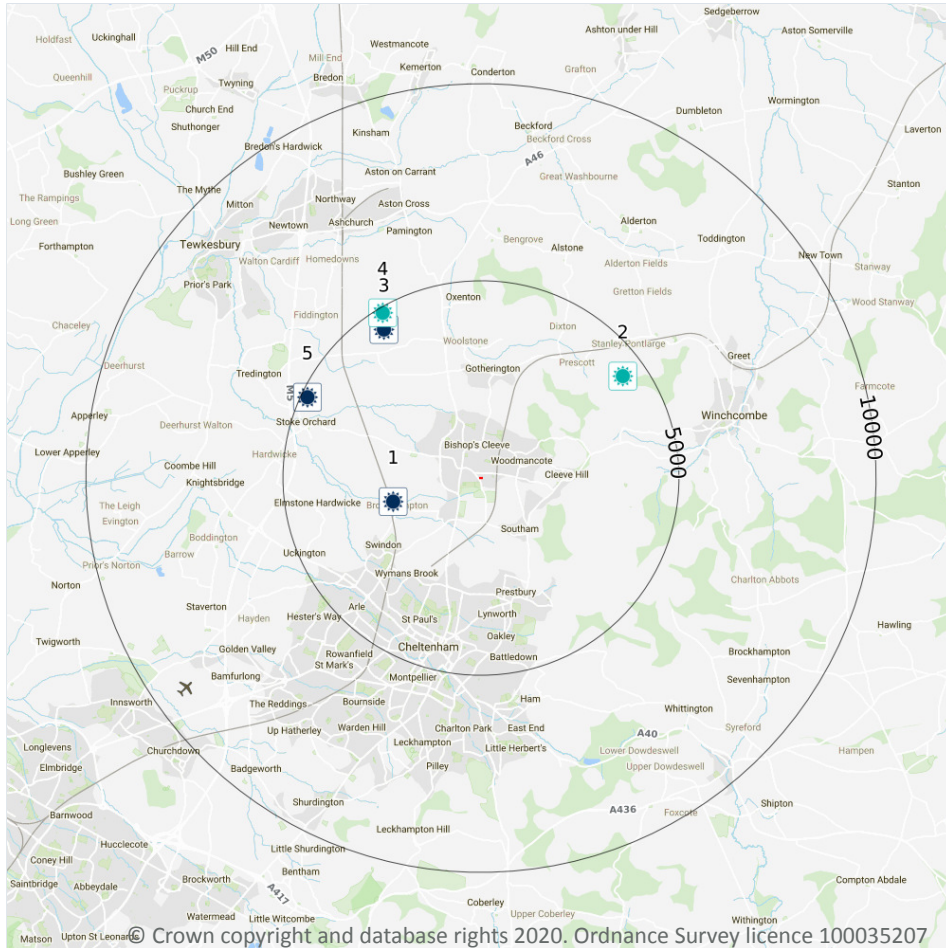 Sedgeberrow
Holdfast
Uckinghall
Hill End
M50
Westmancote
Ashton under Hill
Aston Somerville
Mill End
Kemerton
Conderton
Grafton
Queenhill
Twyning
Bredon
Puckrup
Church End
Shuthonger
Dumbleton
Wormington
Kinsham
Beckford
Beckford Cross
Laverton
Bredon's Hardwick
A46
Bushley Green
Aston on Carrant
Great Washbourne
Stanton
The Mythe
The Rampings
Mitton
Northway
Aston Cross
Long Green
Newtown
Ashchurch
Pamington
Alderton
Forthampton
Tewkesbury
Bengrove
Alstone
Toddington
New Town
Walton Cardiff
Homedowns
Alderton Fields
Stanway
4
3
Prior's Park
Oxenton
Gretton Fields
Wood Stanway
Chaceley
Fiddington
Dixton
2
Stanley Pontlarge
Woolstone
5
Prescott
Greet
Deerhurst
Tredington
Gotherington
Farmcote
M5
Apperley
Winchcombe
10000
Deerhurst Walton
Stoke Orchard
5000
Lower Apperley
Hardwicke
Bishop's Cleeve
Coombe Hill
1
Woodmancote
Knightsbridge
Cleeve Hill
The Leigh
Elmstone Hardwicke
Evington
Southam
Boddington
Swindon
Barrow
Uckington
Prior's Norton
Wymans Brook
Norton
Charlton Abbots
Prestbury
Staverton
Arle
Hayden
Hester's Way
St Paul's
Lynworth
Hawling
Twigworth
Oakley
Golden Valley
Rowanfield
Cheltenham
Brockhampton
St Mark's
Battledown
Bamfurlong
Montpellier
Sevenhampton
Innsworth
The Reddings
Bournside
Ham
Whittington
Up Hatherley
Warden Hill
Charlton Park
East End
Syreford
Longlevens
Churchdown
Leckhampton
Little Herbert's
A40
Lower Dowdeswell
Hampen
Elmbridge
Badgeworth
Pilley
Upper Dowdeswell
Shurdington
A436
Shipton
Barnwood
Foxcote
Leckhampton Hill
Hucclecote
Little Shurdington
Coney Hill
Bentham
Saintbridge
Abbeydale
Brockworth
Compton Abdale
A417
Coberley
Watermead
Little Witcombe
Upper Coberley
Withington
Matson
Upton St Leonards
© Crown copyright and database rights 2020. Ordnance Survey licence 100035207